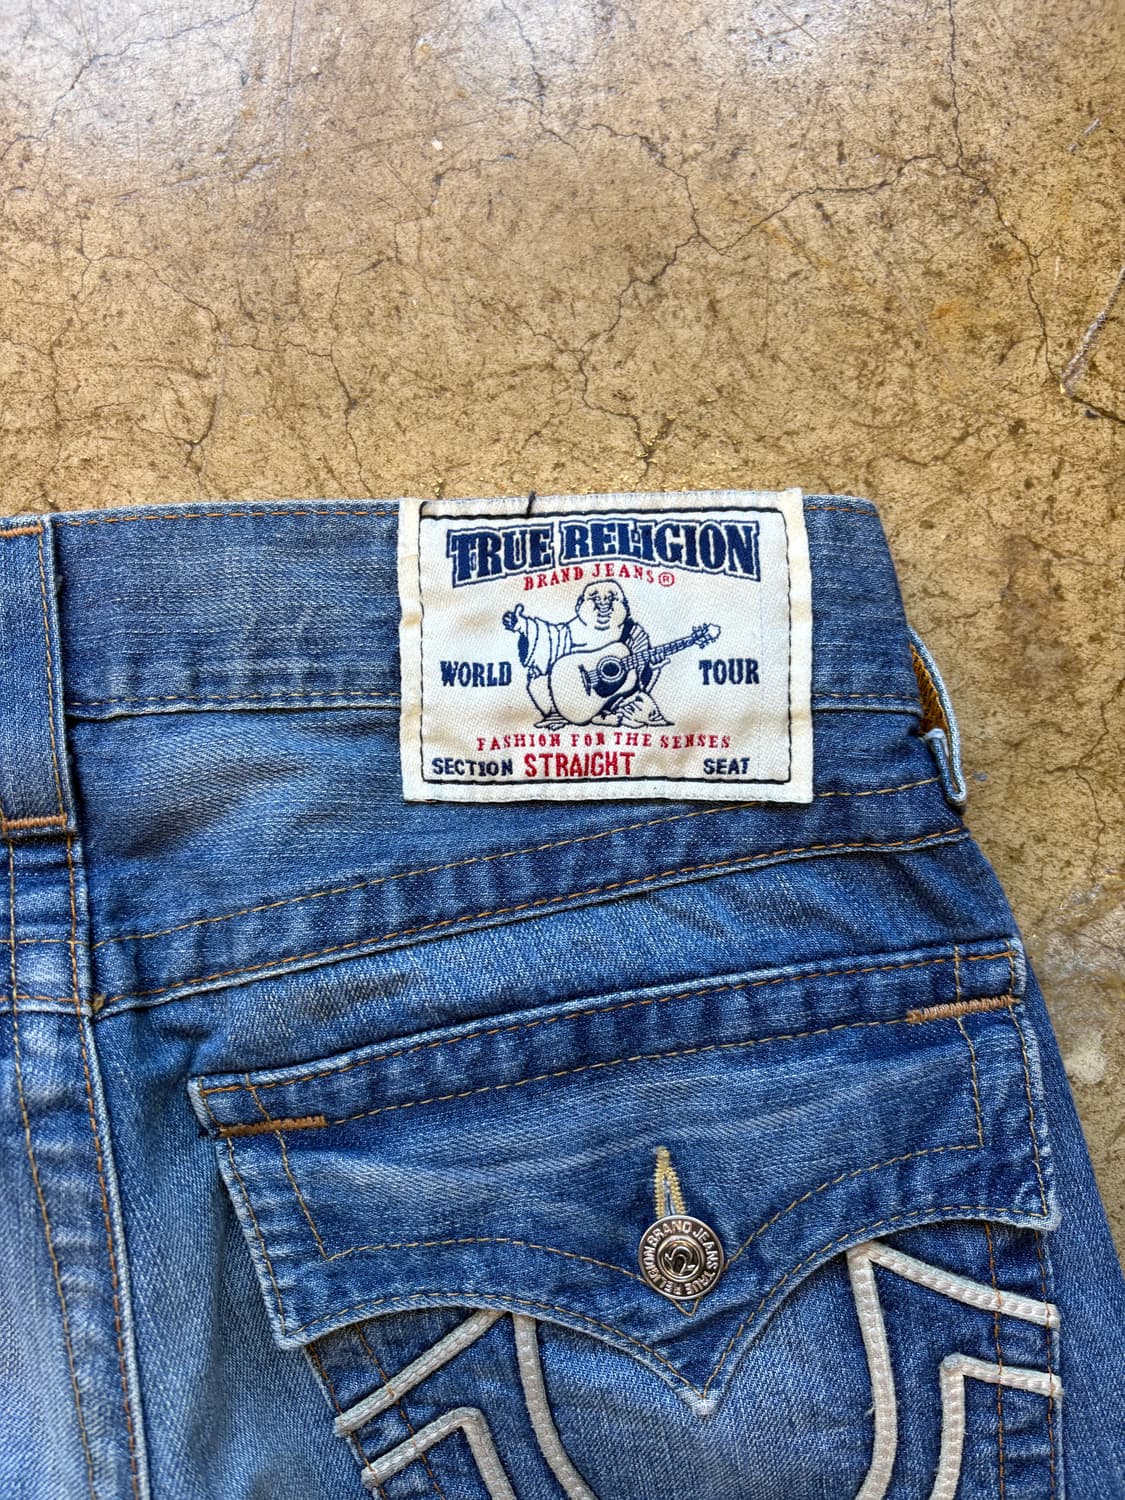 TRUE RELIGION
BRAND JEANS®
WORLD TOUR
FASHION FOR THE SENSES
SECTION STRAIGHT SEAT
TRUE RELIGION BRAND JEANS